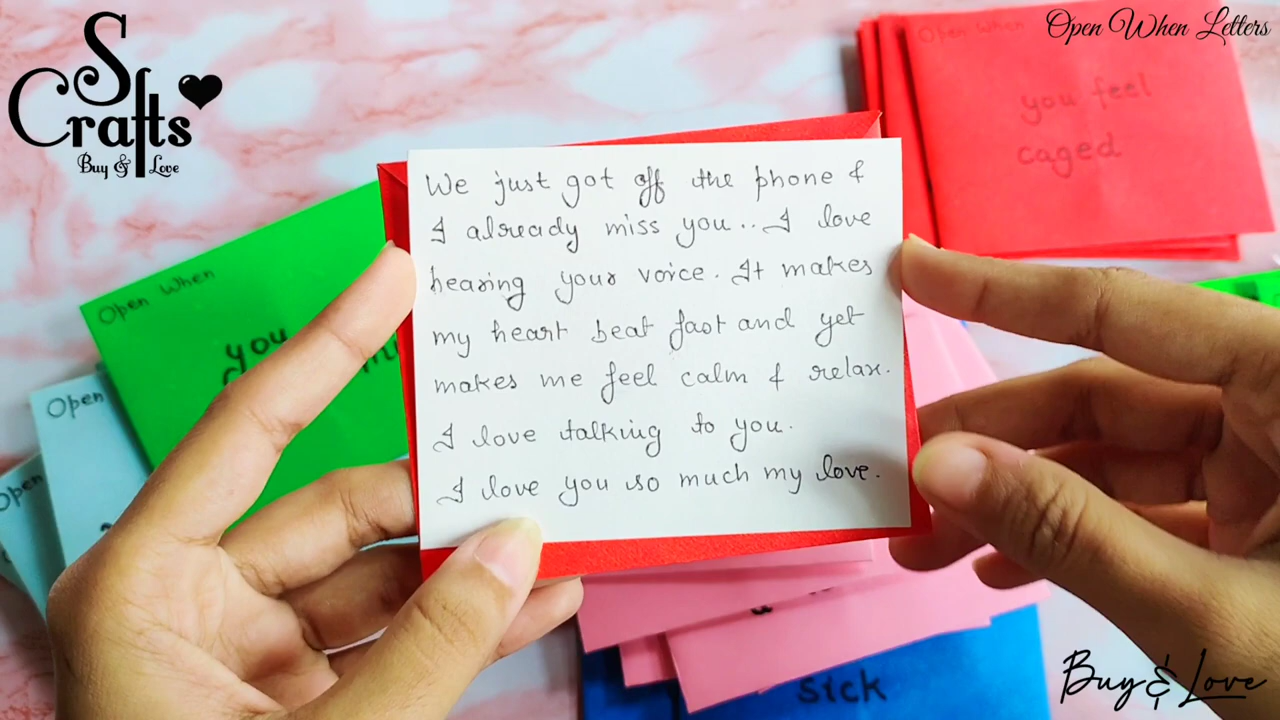 S
Crafts
Buy & Love
Open When Letters
Open When
you feel
caged
We just got off the phone &
I already miss you.. I love
hearing your voice. It makes
my heart beat fast and yet
makes me feel calm & relax.
I love talking to you.
I love you so much my love.
Open When
you
Open
Open
sick
Buy & Love